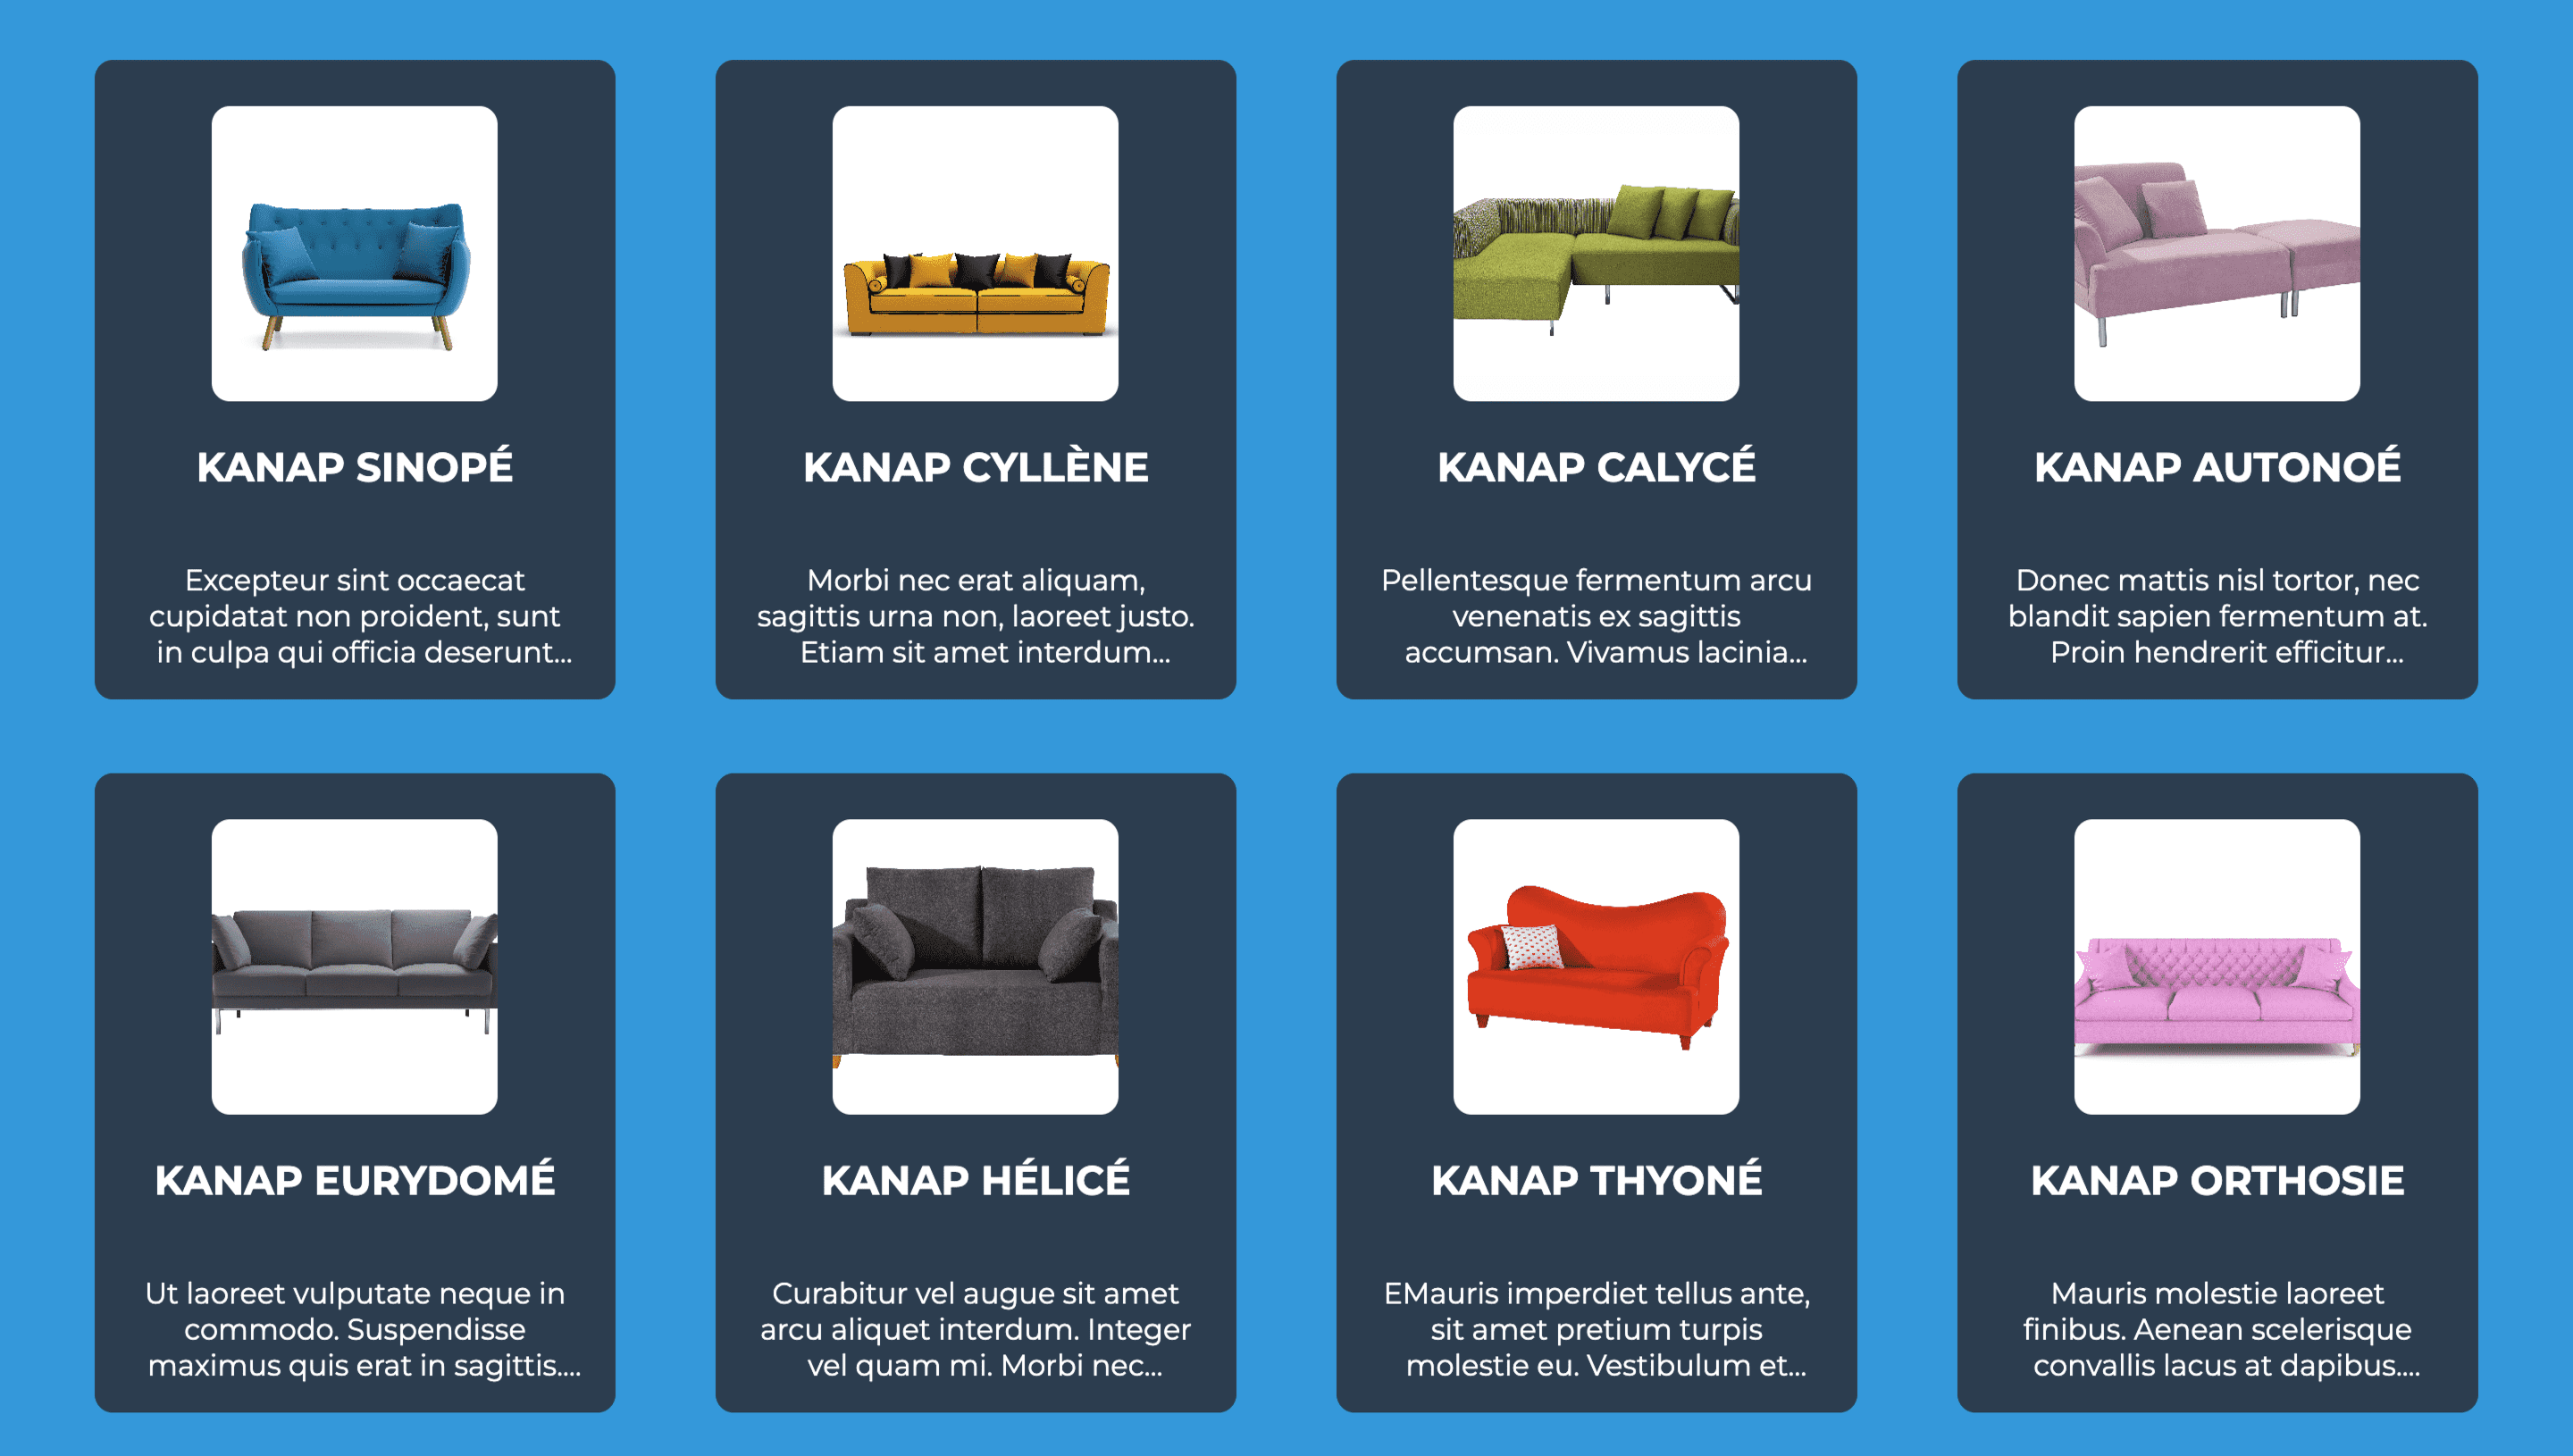 KANAP SINOPÉ
Excepteur sint occaecat
cupidatat non proident, sunt
in culpa qui officia deserunt...
KANAP CYLLÈNE
Morbi nec erat aliquam,
sagittis urna non, laoreet justo.
Etiam sit amet interdum...
KANAP CALYCÉ
Pellentesque fermentum arcu
venenatis ex sagittis
accumsan. Vivamus lacinia...
KANAP AUTONOÉ
Donec mattis nisl tortor, nec
blandit sapien fermentum at.
Proin hendrerit efficitur...
KANAP EURYDOMÉ
Ut laoreet vulputate neque in
commodo. Suspendisse
maximus quis erat in sagittis....
KANAP HÉLICÉ
Curabitur vel augue sit amet
arcu aliquet interdum. Integer
vel quam mi. Morbi nec...
KANAP THYONÉ
EMauris imperdiet tellus ante,
sit amet pretium turpis
molestie eu. Vestibulum et...
KANAP ORTHOSIE
Mauris molestie laoreet
finibus. Aenean scelerisque
convallis lacus at dapibus....